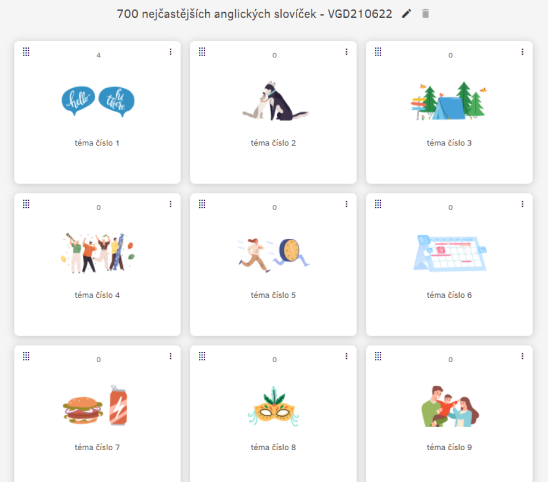 700 nejčastějších anglických slovíček - VGD210622
4
0
0
hello
hi
there
téma číslo 1
téma číslo 2
téma číslo 3
0
0
0
téma číslo 4
téma číslo 5
téma číslo 6
0
0
0
téma číslo 7
téma číslo 8
téma číslo 9